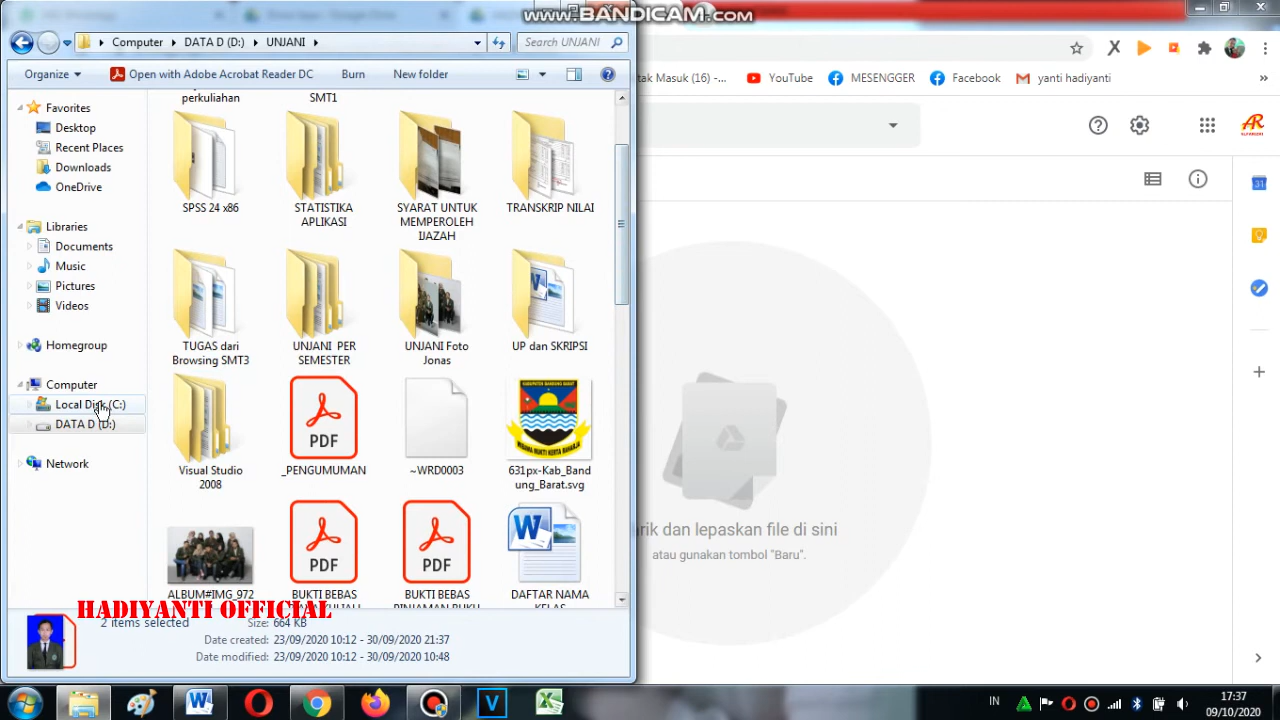 www.BANDICAM.com
Computer ▸ DATA D (D:) ▸ UNJANI ▸
Search UNJANI
Organize
Open with Adobe Acrobat Reader DC
Burn
New folder
tak Masuk (16) -...
YouTube
MESENGGER
Facebook
yanti hadiyanti
»
Favorites
Desktop
Recent Places
Downloads
OneDrive
Libraries
Documents
Music
Pictures
Videos
Homegroup
Computer
Local Disk (C:)
DATA D (D:)
Network
perkuliahan
SMT1
SPSS 24 x86
STATISTIKA
APLIKASI
SYARAT UNTUK
MEMPEROLEH
IJAZAH
TRANSKRIP NILAI
TUGAS dari
Browsing SMT3
UNJANI PER
SEMESTER
UNJANI Foto
Jonas
UP dan SKRIPSI
Visual Studio
2008
PDF
_PENGUMUMAN
~WRD0003
631px-Kab_Band
ung_Barat.svg
ALBUM#IMG_972
PDF
BUKTI BEBAS
PDF
BUKTI BEBAS
PINJAMAN BUKU
DAFTAR NAMA
KELAS
arik dan lepaskan file di sini
atau gunakan tombol "Baru".
HADIYANTI OFFICIAL
2 items selected
Size: 664 KB
Date created: 23/09/2020 10:12 - 30/09/2020 21:37
Date modified: 23/09/2020 10:12 - 30/09/2020 10:48
IN
17:37
09/10/2020